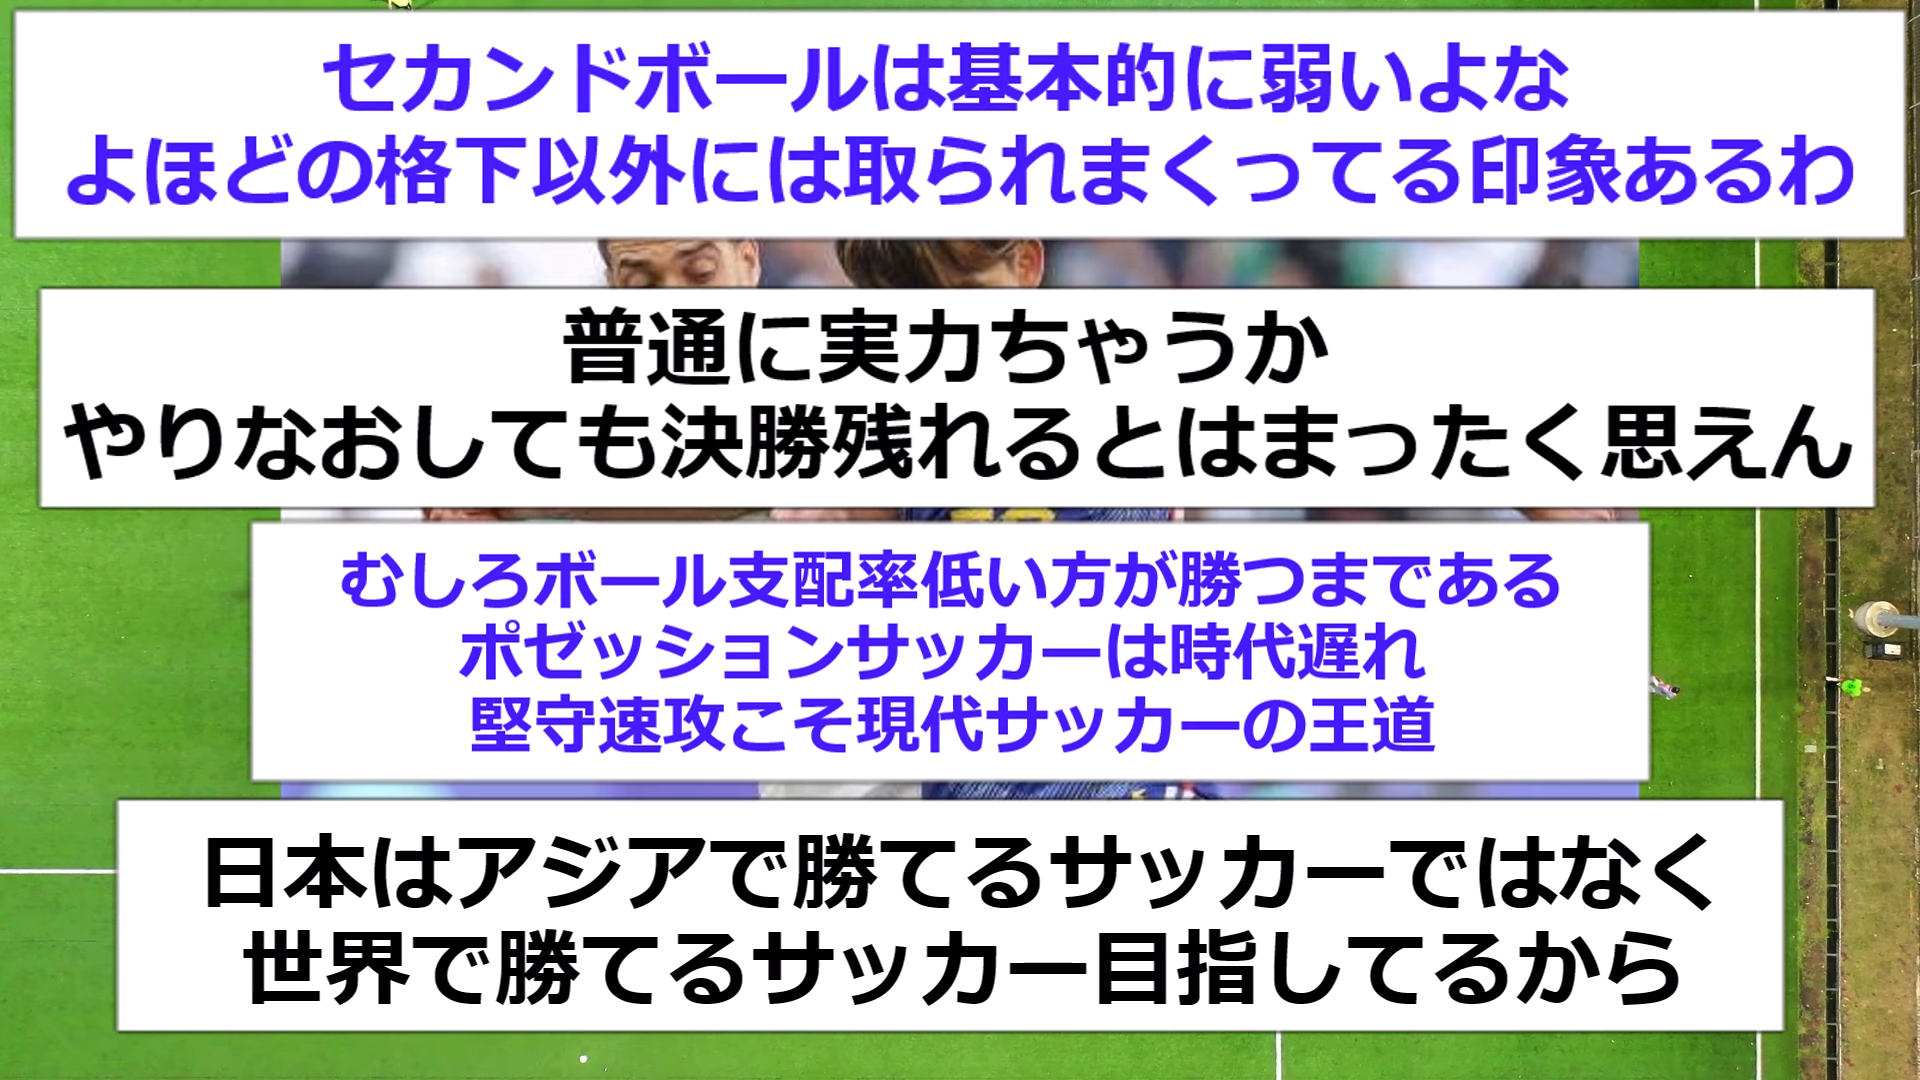 セカンドボールは基本的に弱いよな
よほどの格下以外には取られまくってる印象あるわ
普通に実力ちゃうか
やりなおしても決勝残れるとはまったく思えん
むしろボール支配率低い方が勝つまである
ポゼッションサッカーは時代遅れ
堅守速攻こそ現代サッカーの王道
日本はアジアで勝てるサッカーではなく
世界で勝てるサッカー目指してるから